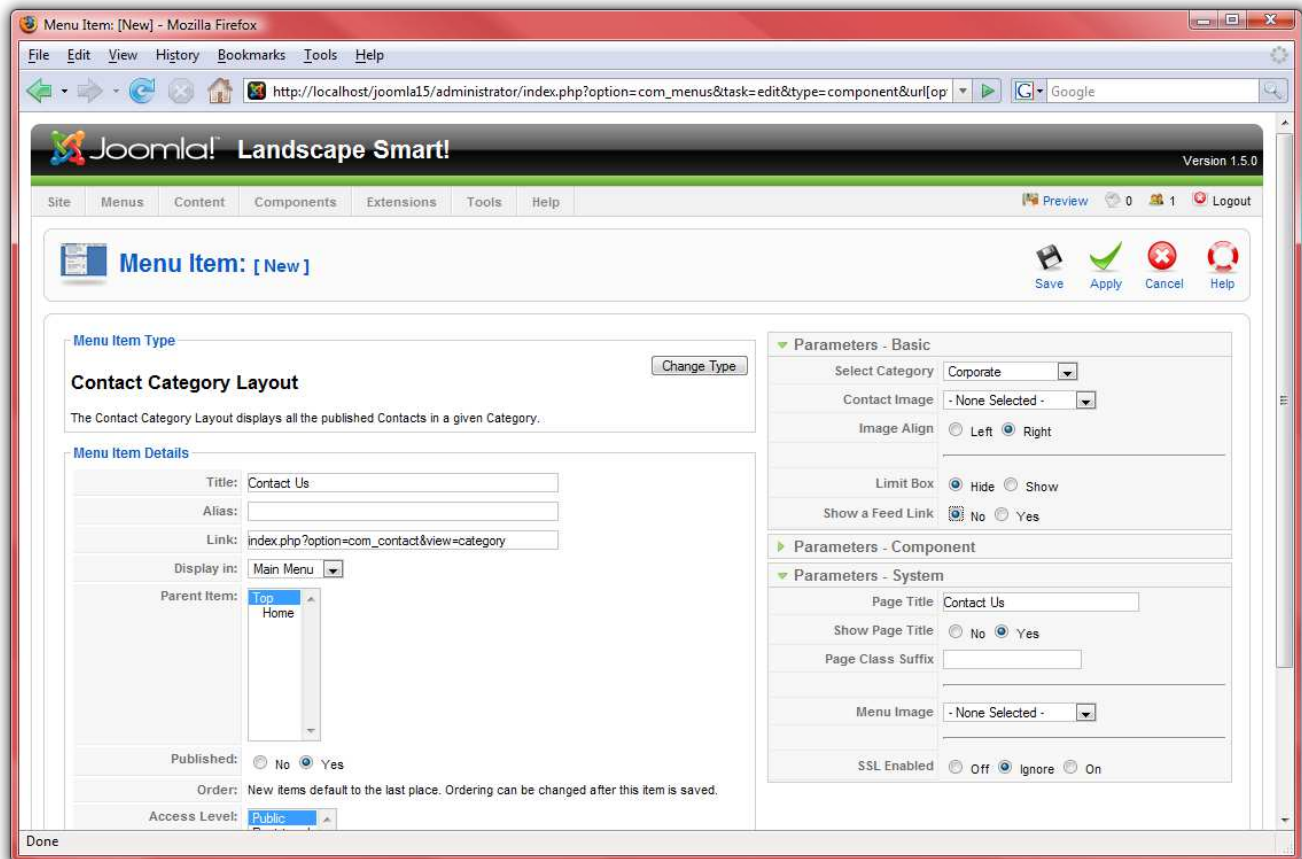 Menu Item: [New] - Mozilla Firefox
File Edit View History Bookmarks Tools Help
http://localhost/joomla15/administrator/index.php?option=com_menus&task=edit&type=component&url[op
G Google
Joomla! Landscape Smart!
Version 1.5.0
Site Menus Content Components Extensions Tools Help
Preview 0 1 Logout
Menu Item: [ New ]
Save Apply Cancel Help
Menu Item Type
Change Type
Contact Category Layout
The Contact Category Layout displays all the published Contacts in a given Category.
Menu Item Details
Title: Contact Us
Alias:
Link: index.php?option=com_contact&view=category
Display in: Main Menu
Parent Item: Top
Home
Published: No Yes
Order: New items default to the last place. Ordering can be changed after this item is saved.
Access Level: Public
Parameters - Basic
Select Category Corporate
Contact Image - None Selected -
Image Align Left Right
Limit Box Hide Show
Show a Feed Link No Yes
Parameters - Component
Parameters - System
Page Title Contact Us
Show Page Title No Yes
Page Class Suffix
Menu Image - None Selected -
SSL Enabled Off Ignore On
Done